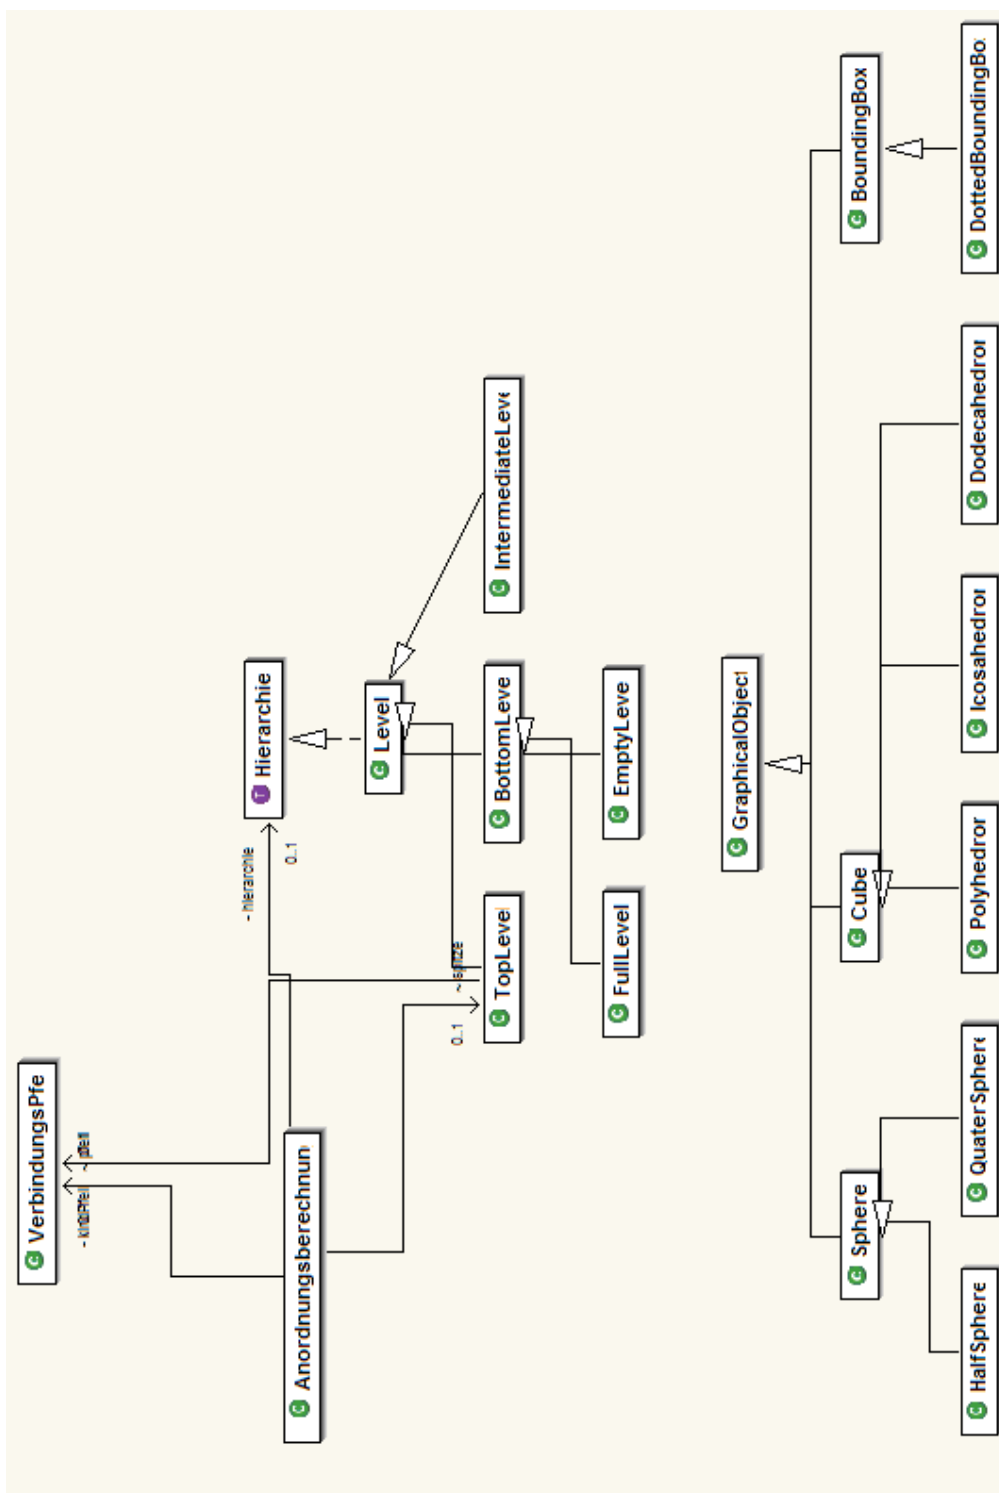 VerbindungsPfe
Anordnungsberechnun
- hierarchie
0..1
Hierarchie
Level
0..1
TopLevel
BottomLeve
IntermediateLeve
FullLevel
EmptyLeve
GraphicalObject
Sphere
Cube
BoundingBox
HalfSphere
QuaterSphere
Polyhedror
Icosahedror
Dodecahedror
DottedBoundingBo